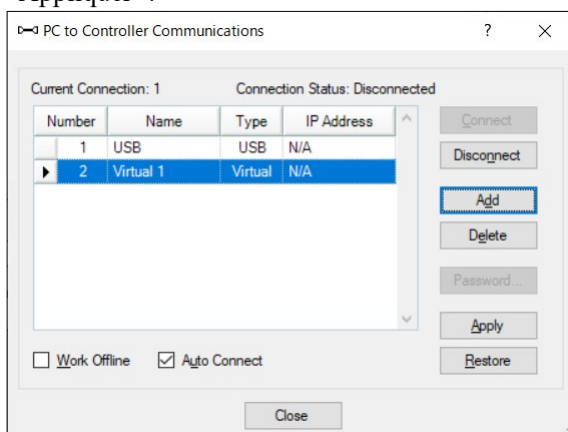 PC to Controller Communications
Current Connection: 1 Connection Status: Disconnected
Number Name Type IP Address
1 USB USB N/A
2 Virtual 1 Virtual N/A
Connect
Disconnect
Add
Delete
Password...
Apply
Restore
Work Offline Auto Connect
Close